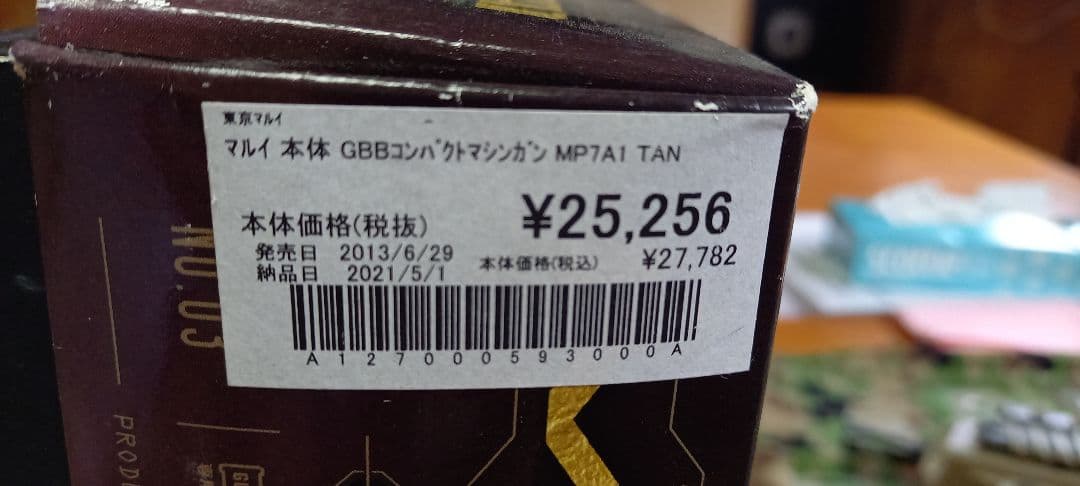 東京マルイ
マルイ 本体 GBBコンパクトマシンガン MP7A1 TAN
本体価格(税抜) ¥25,256
発売日 2013/6/29
納品日 2021/5/1 本体価格(税込) ¥27,782
A127000593000A
NO.03